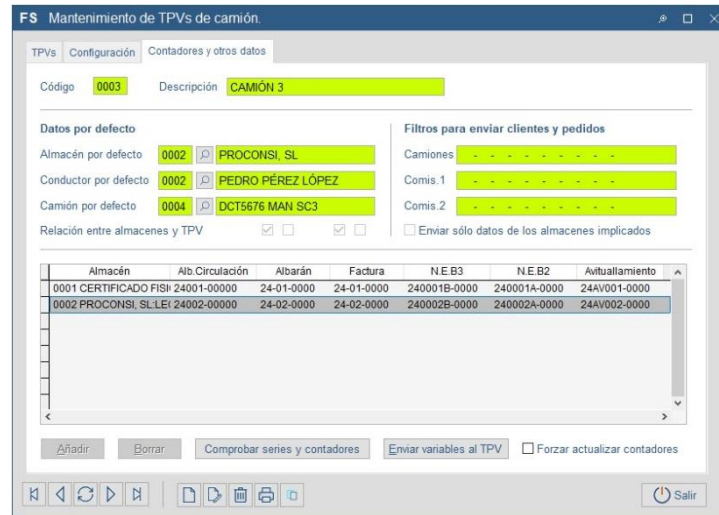 FS Mantenimiento de TPVs de camión.
TPVs Configuración Contadores y otros datos
Código 0003 Descripción CAMIÓN 3
Datos por defecto
Almacén por defecto 0002 PROCONSI, SL
Conductor por defecto 0002 PEDRO PÉREZ LÓPEZ
Camión por defecto 0004 DCT5676 MAN SC3
Relación entre almacenes y TPV
Filtros para enviar clientes y pedidos
Camiones - - - - - - - - -
Comis.1 - - - - - - - - -
Comis.2 - - - - - - - - -
Enviar sólo datos de los almacenes implicados
Almacén Alb.Circulación Albarán Factura N.E.B3 N.E.B2 Avituallamiento
0001 CERTIFICADO FISI 24001-00000 24-01-0000 24-01-0000 240001B-0000 240001A-0000 24AV001-0000
0002 PROCONSI, SL:LE( 24002-00000 24-02-0000 24-02-0000 240002B-0000 240002A-0000 24AV002-0000
Añadir Borrar Comprobar series y contadores Enviar variables al TPV Forzar actualizar contadores
Salir